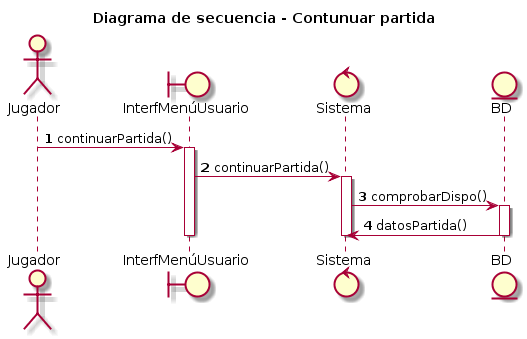 Diagrama de secuencia - Contunuar partida
Jugador InterfMenúUsuario Sistema BD
1 continuarPartida()
2 continuarPartida()
3 comprobarDispo()
4 datosPartida()
Jugador InterfMenúUsuario Sistema BD